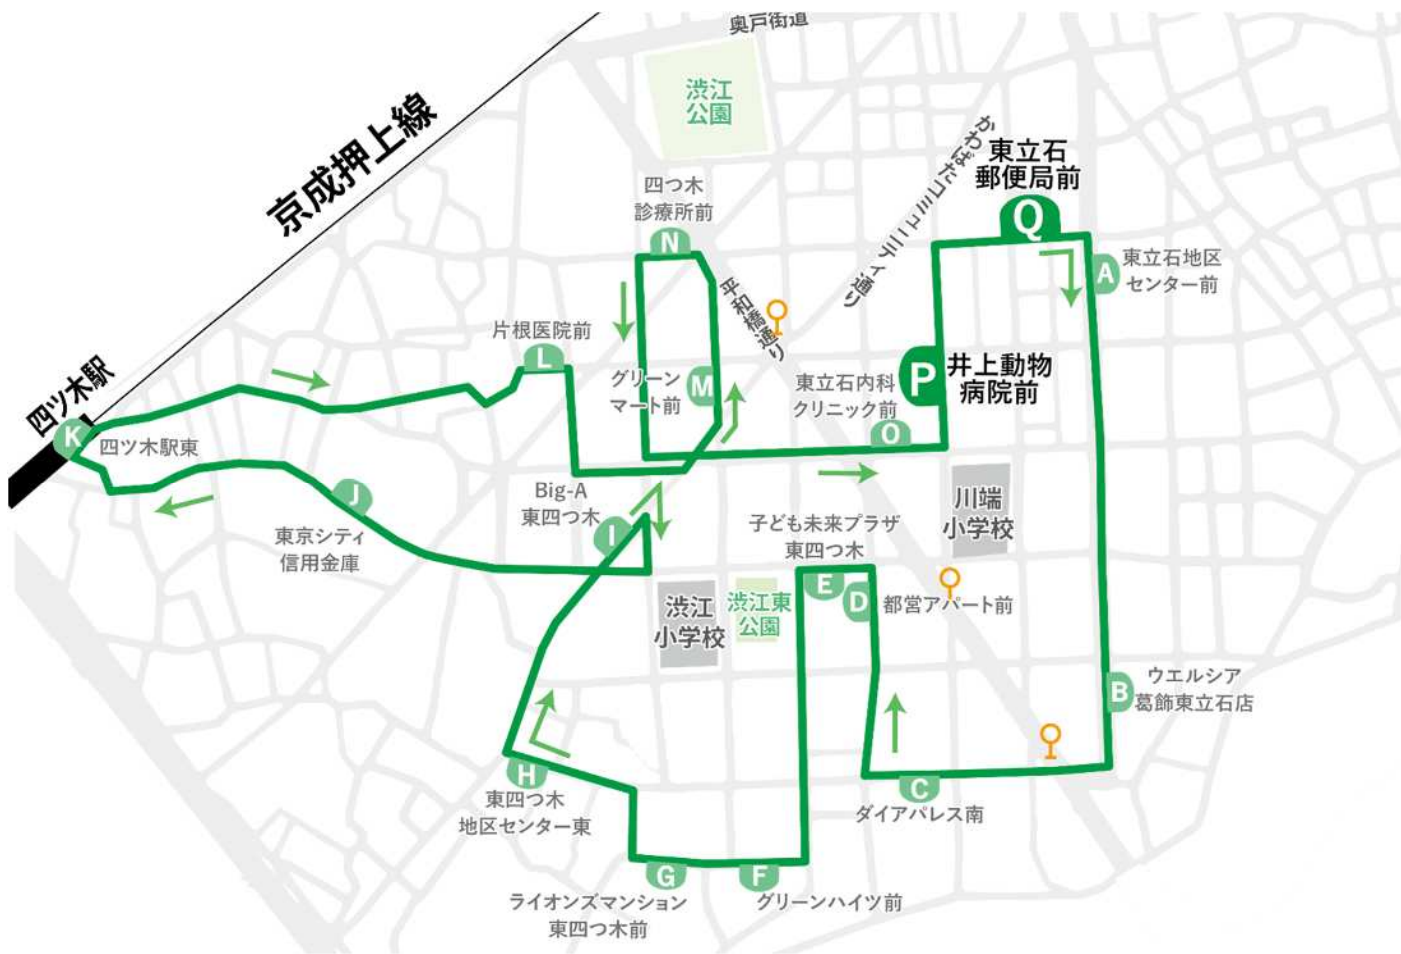 奥戸街道
渋江
公園
京成押上線
かわばたコミュニティ通り
東立石
郵便局前
Q
四つ木
診療所前
N
A
東立石地区
センター前
平和橋通り
片根医院前
L
四ツ木駅
K
四ツ木駅東
グリーン
マート前
M
東立石内科
クリニック前
O
P
井上動物
病院前
J
東京シティ
信用金庫
Big-A
東四つ木
I
川端
小学校
子ども未来プラザ
東四つ木
E
D
都営アパート前
渋江
小学校
渋江東
公園
B
ウエルシア
葛飾東立石店
H
東四つ木
地区センター東
C
ダイアパレス南
G
ライオンズマンション
東四つ木前
F
グリーンハイツ前